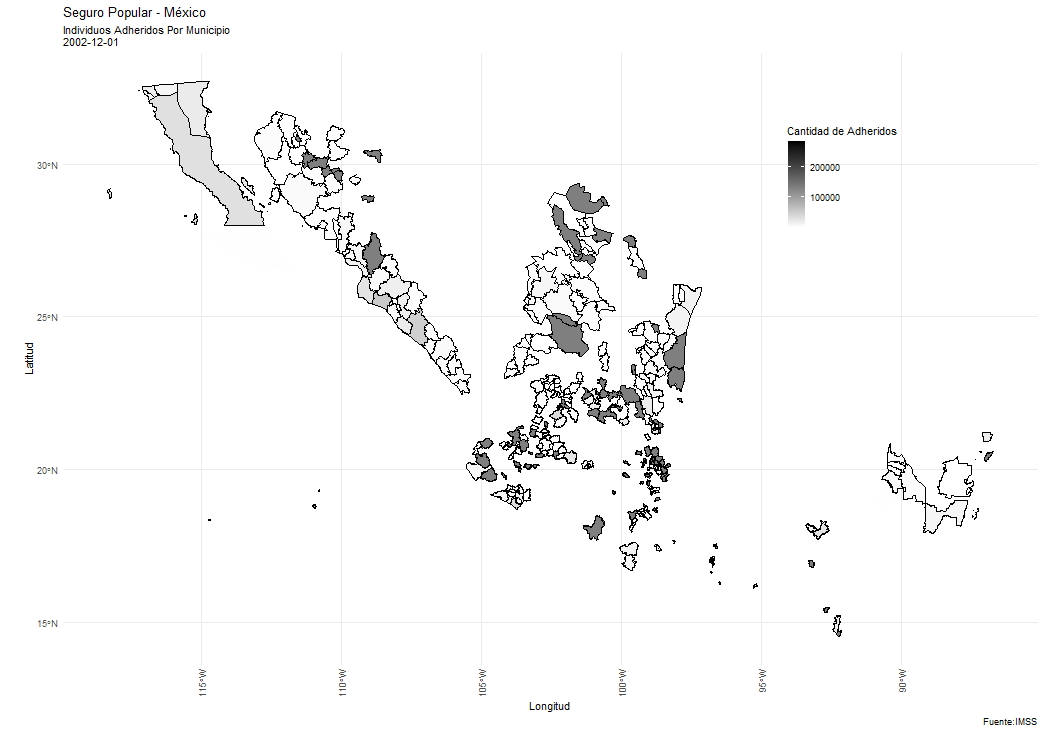 Seguro Popular - México
Individuos Adheridos Por Municipio
2002-12-01
Cantidad de Adheridos
200000
100000
30°N
25°N
20°N
15°N
Latitud
115°W
110°W
105°W
100°W
95°W
90°W
Longitud
Fuente:IMSS